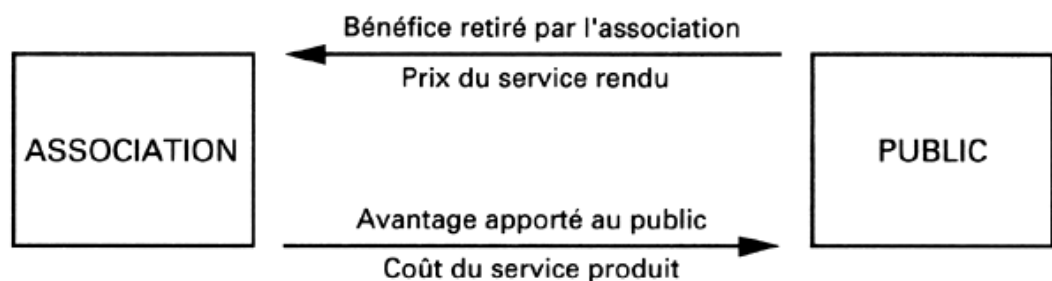 Bénéfice retiré par l'association
Prix du service rendu
ASSOCIATION
PUBLIC
Avantage apporté au public
Coût du service produit